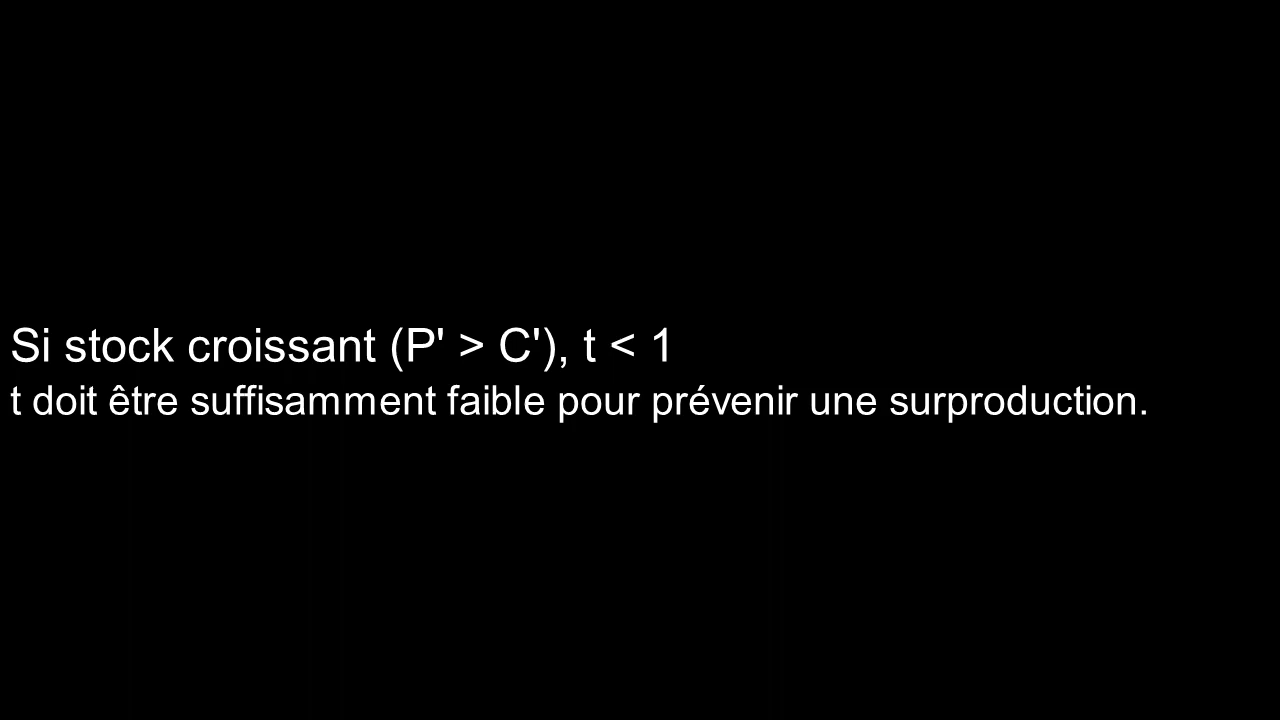 Si stock croissant (P' > C'), t < 1
t doit être suffisamment faible pour prévenir une surproduction.